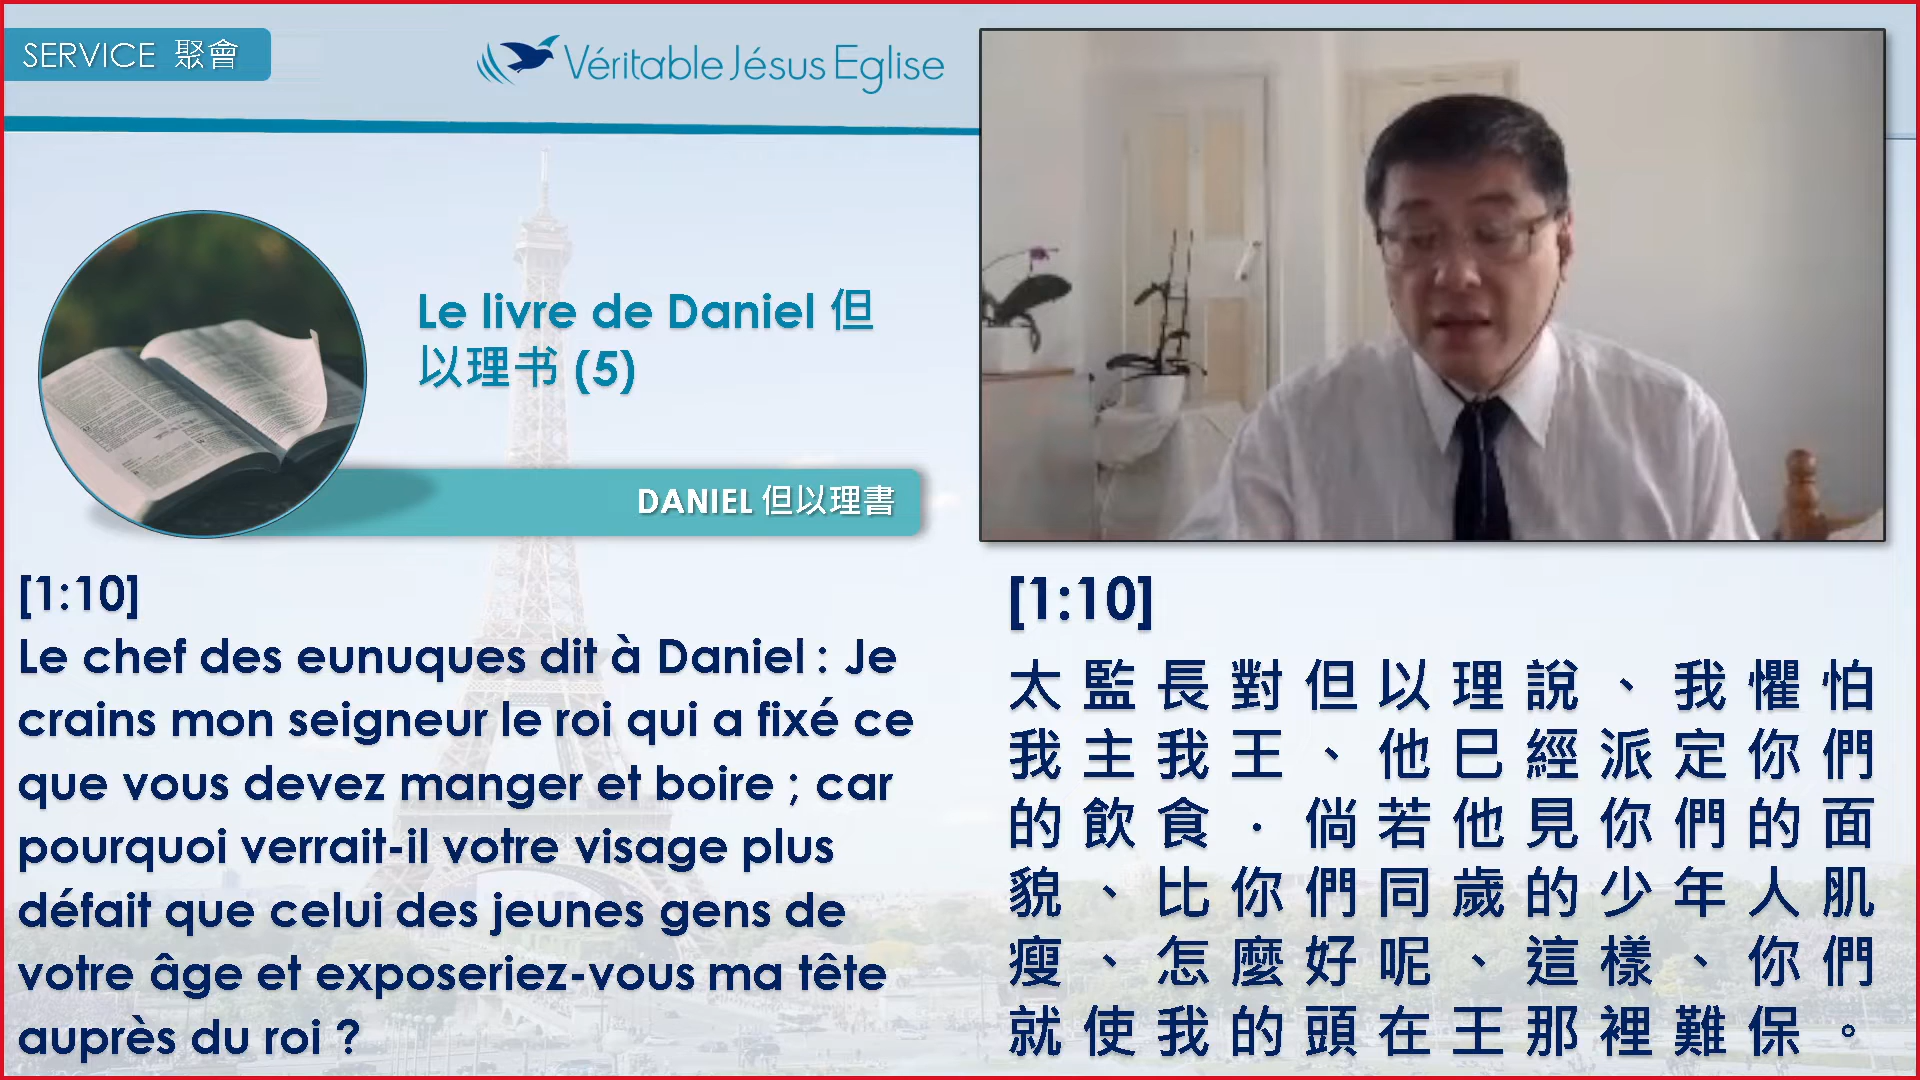 SERVICE 聚會
Véritable Jésus Eglise
Le livre de Daniel 但
以理书 (5)
DANIEL 但以理書
[1:10]
Le chef des eunuques dit à Daniel : Je
crains mon seigneur le roi qui a fixé ce
que vous devez manger et boire ; car
pourquoi verrait-il votre visage plus
défait que celui des jeunes gens de
votre âge et exposeriez-vous ma tête
auprès du roi ?
[1:10]
太監長對但以理說、我懼怕
我主我王、他巳經派定你們
的飲食．倘若他見你們的面
貌、比你們同歲的少年人肌
瘦、怎麼好呢、這樣、你們
就使我的頭在王那裡難保。